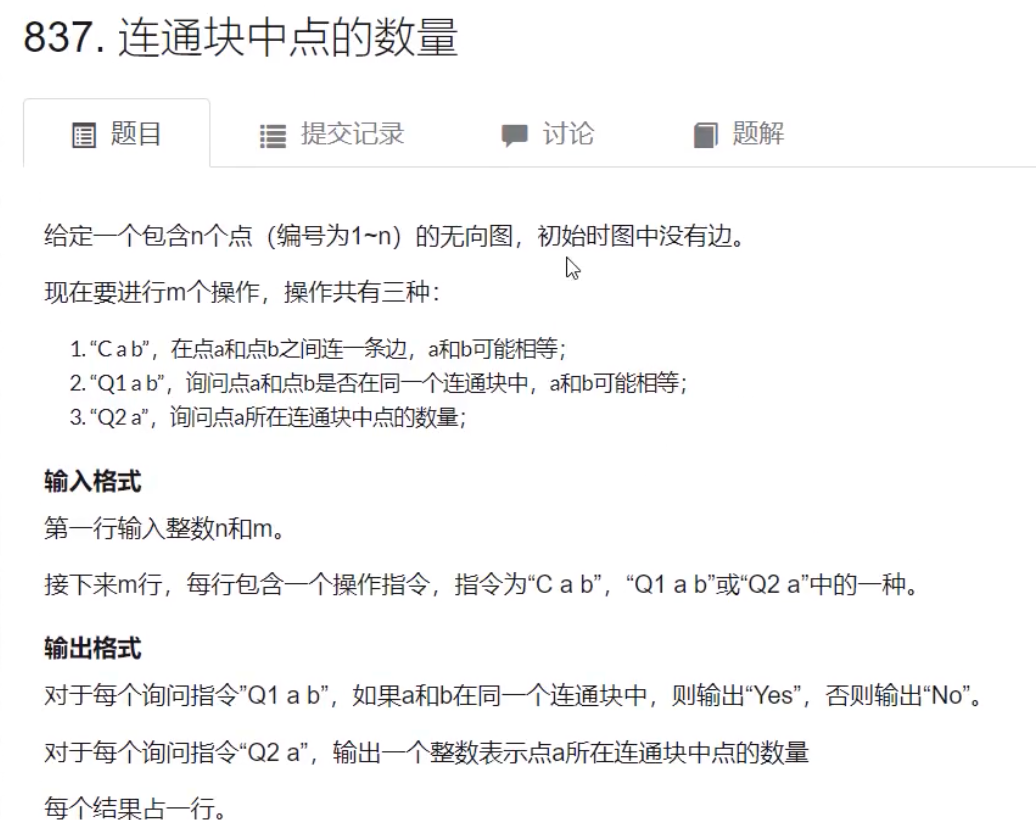 837. 连通块中点的数量
题目 提交记录 讨论 题解
给定一个包含n个点（编号为1~n）的无向图，初始时图中没有边。
现在要进行m个操作，操作共有三种：
1. “C a b”，在点a和点b之间连一条边，a和b可能相等；
2. “Q1 a b”，询问点a和点b是否在同一个连通块中，a和b可能相等；
3. “Q2 a”，询问点a所在连通块中点的数量；
输入格式
第一行输入整数n和m。
接下来m行，每行包含一个操作指令，指令为“C a b”，“Q1 a b”或“Q2 a”中的一种。
输出格式
对于每个询问指令”Q1 a b”，如果a和b在同一个连通块中，则输出“Yes”，否则输出“No”。
对于每个询问指令“Q2 a”，输出一个整数表示点a所在连通块中点的数量
每个结果占一行。